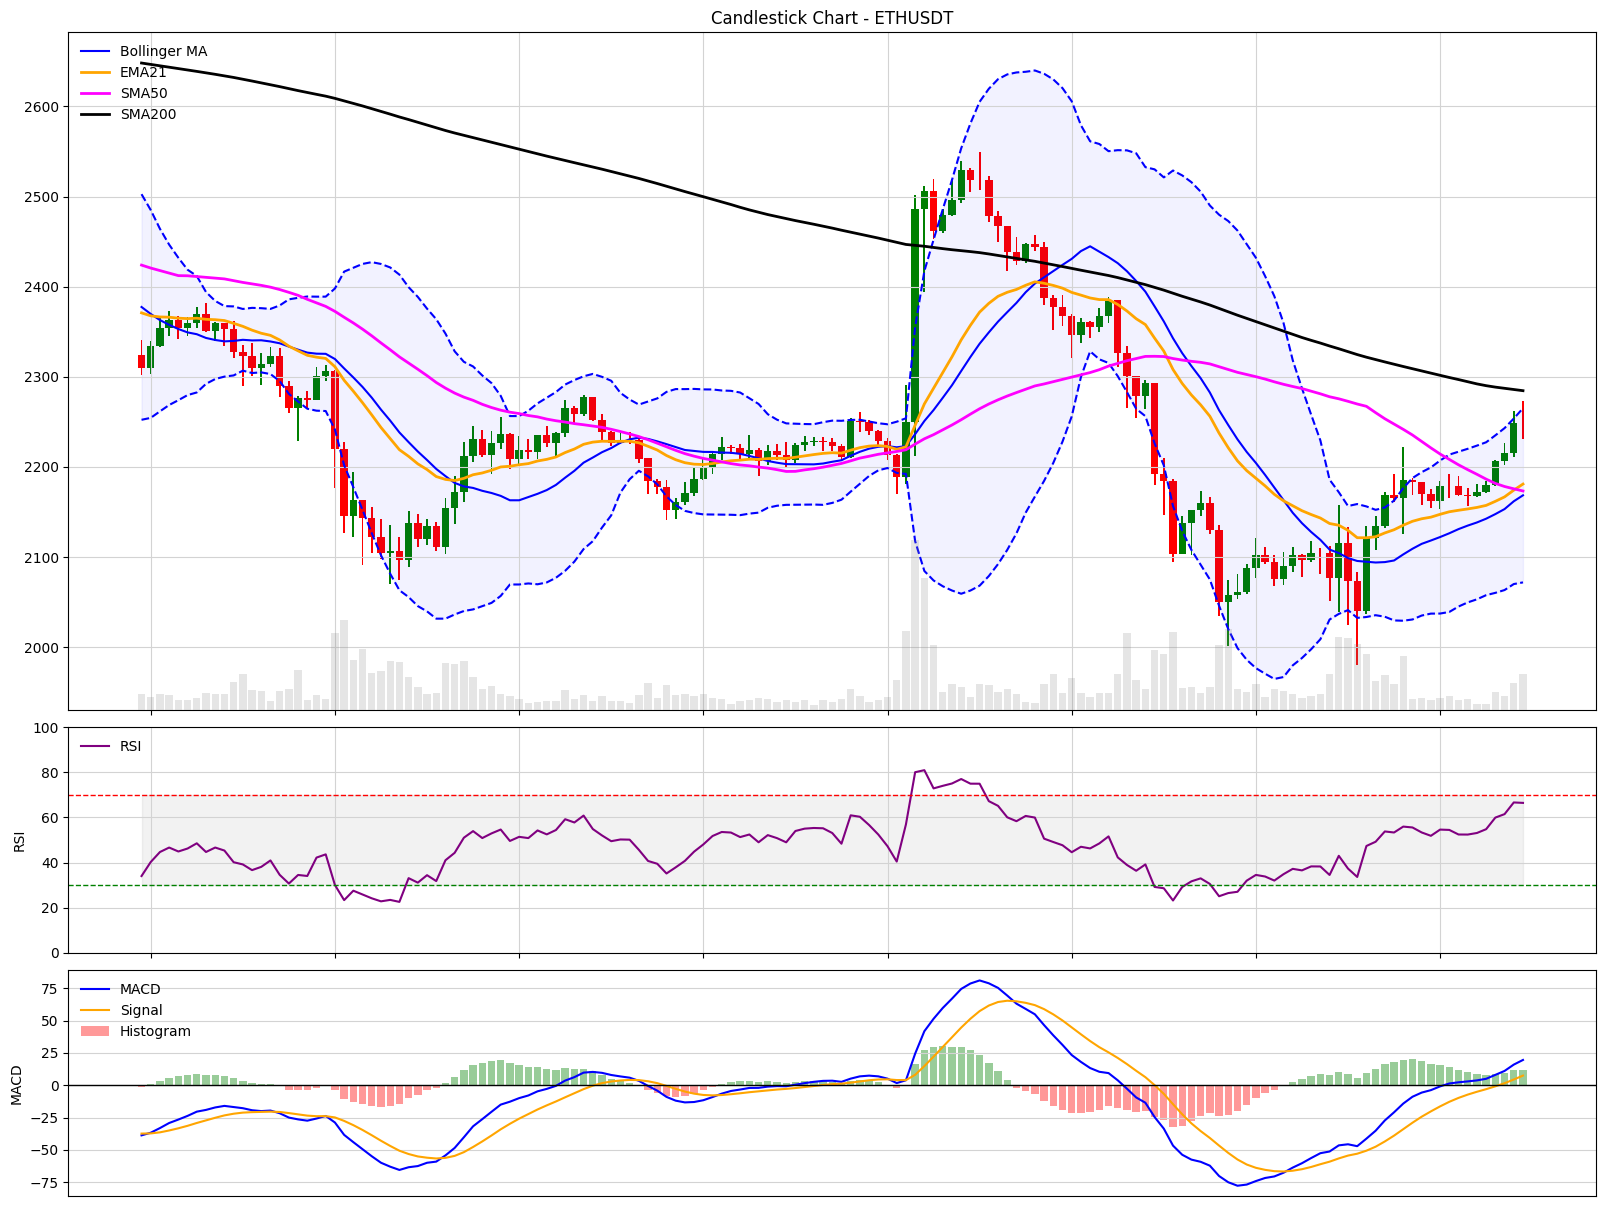 Candlestick Chart - ETHUSDT
Bollinger MA
EMA21
SMA50
SMA200
2600
2500
2400
2300
2200
2100
2000
RSI
100
80
60
40
20
0
RSI
MACD
Signal
Histogram
75
50
25
0
−25
−50
−75
MACD